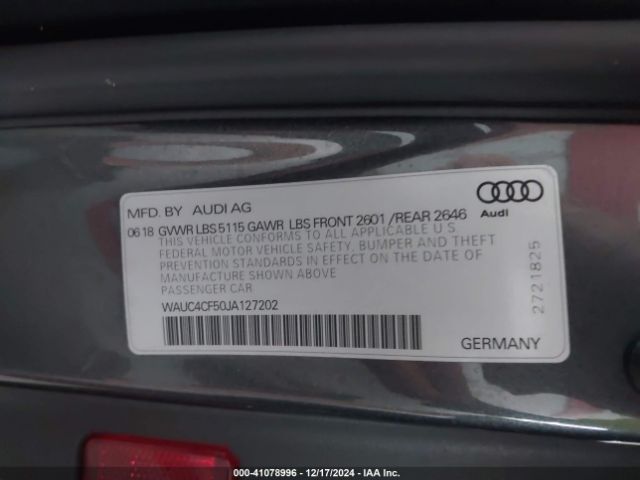 MFD. BY AUDI AG
Audi
0618 GVWR LBS 5115 GAWR LBS FRONT 2601 /REAR 2646
THIS VEHICLE CONFORMS TO ALL APPLICABLE U S
FEDERAL MOTOR VEHICLE SAFETY, BUMPER AND THEFT
PREVENTION STANDARDS IN EFFECT ON THE DATE OF
MANUFACTURE SHOWN ABOVE
PASSENGER CAR
WAUC4CF50JA127202
2721825
GERMANY
000-41078996 - 12/17/2024 - IAA Inc.